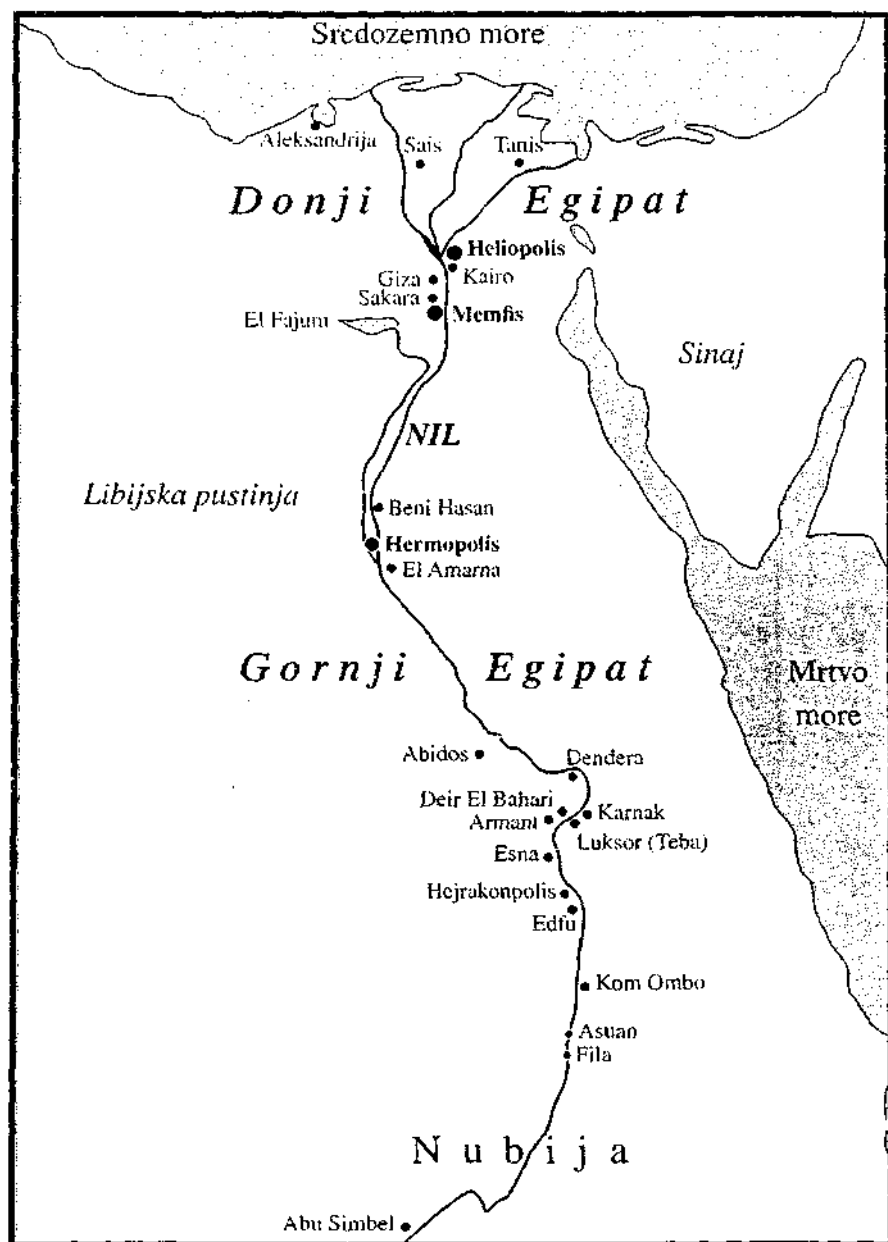 Sredozemno more
Aleksandrija
Sais
Tanis
Donji Egipat
Heliopolis
Kairo
Giza
Sakara
Memfis
El Fajum
Sinaj
NIL
Libijska pustinja
Beni Hasan
Hermopolis
El Amarna
Gornji Egipat
Mrtvo
more
Abidos
Dendera
Deir El Bahari
Karnak
Armant
Luksor (Teba)
Esna
Hejrakonpolis
Edfu
Kom Ombo
Asuan
Fila
Nubija
Abu Simbel